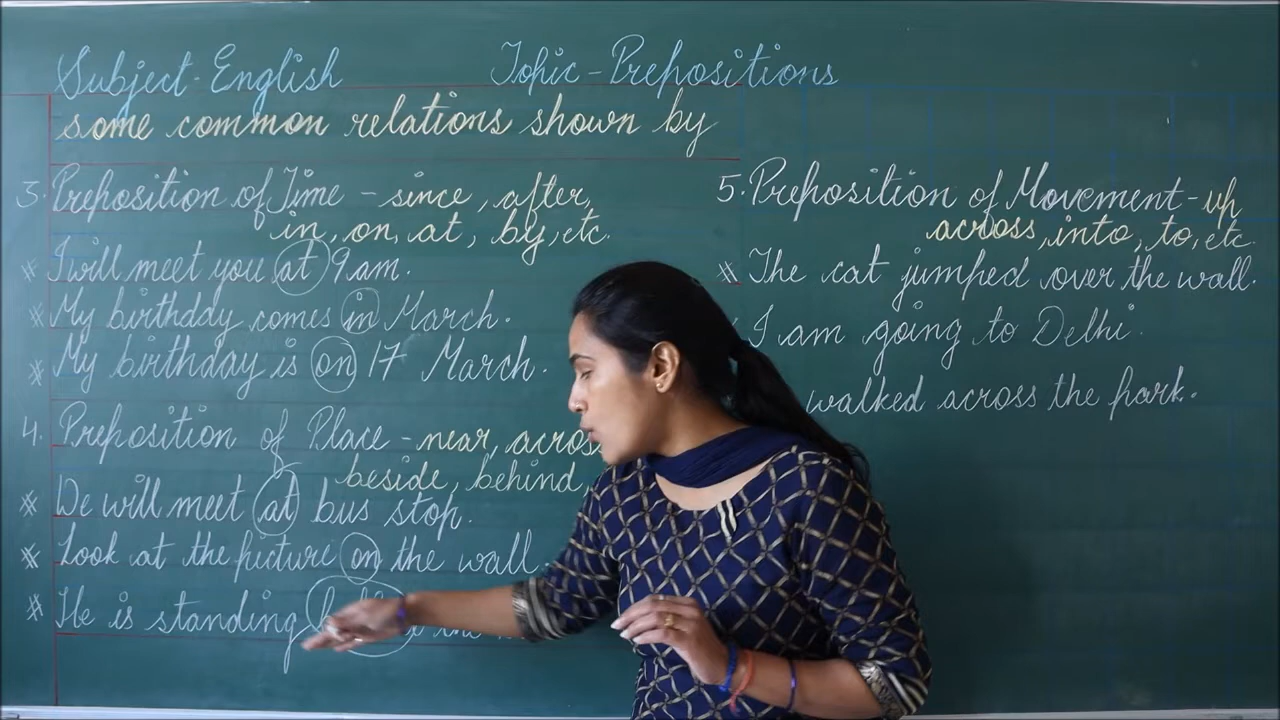 Subject-English
Topic-Prepositions
some common relations shown by
3. Preposition of Time - since, after,
in, on, at, by, etc.
* I will meet you at 9 am.
* My birthday comes in March.
* My birthday is on 17 March.
4. Preposition of Place - near, across
beside, behind,
* We will meet at bus stop.
* Look at the picture on the wall.
* He is standing the
5. Preposition of Movement - up
across, into, to, etc.
* The cat jumped over the wall.
I am going to Delhi.
walked across the park.